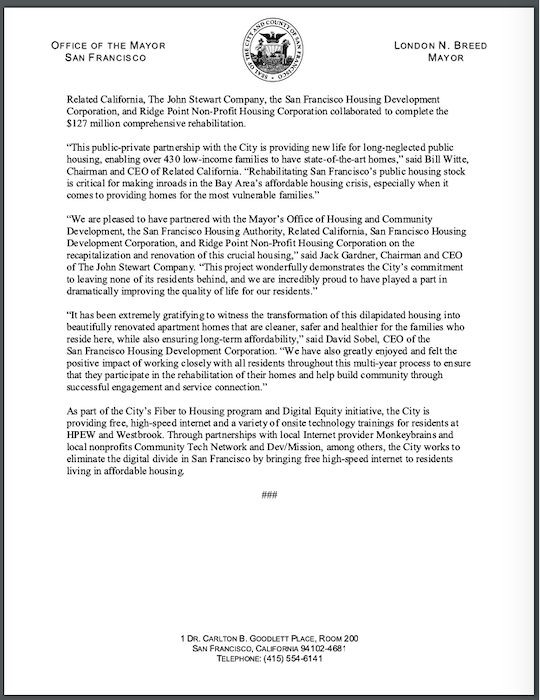 OFFICE OF THE MAYOR
SAN FRANCISCO
LONDON N. BREED
MAYOR
Related California, The John Stewart Company, the San Francisco Housing Development
Corporation, and Ridge Point Non-Profit Housing Corporation collaborated to complete the
$127 million comprehensive rehabilitation.
“This public-private partnership with the City is providing new life for long-neglected public
housing, enabling over 430 low-income families to have state-of-the-art homes,” said Bill Witte,
Chairman and CEO of Related California. “Rehabilitating San Francisco’s public housing stock
is critical for making inroads in the Bay Area’s affordable housing crisis, especially when it
comes to providing homes for the most vulnerable families.”
“We are pleased to have partnered with the Mayor’s Office of Housing and Community
Development, the San Francisco Housing Authority, Related California, San Francisco Housing
Development Corporation, and Ridge Point Non-Profit Housing Corporation on the
recapitalization and renovation of this crucial housing,” said Jack Gardner, Chairman and CEO
of The John Stewart Company. “This project wonderfully demonstrates the City’s commitment
to leaving none of its residents behind, and we are incredibly proud to have played a part in
dramatically improving the quality of life for our residents.”
“It has been extremely gratifying to witness the transformation of this dilapidated housing into
beautifully renovated apartment homes that are cleaner, safer and healthier for the families who
reside here, while also ensuring long-term affordability,” said David Sobel, CEO of the
San Francisco Housing Development Corporation. “We have also greatly enjoyed and felt the
positive impact of working closely with all residents throughout this multi-year process to ensure
that they participate in the rehabilitation of their homes and help build community through
successful engagement and service connection.”
As part of the City’s Fiber to Housing program and Digital Equity initiative, the City is
providing free, high-speed internet and a variety of onsite technology trainings for residents at
HPEW and Westbrook. Through partnerships with local Internet provider Monkeybrains and
local nonprofits Community Tech Network and Dev/Mission, among others, the City works to
eliminate the digital divide in San Francisco by bringing free high-speed internet to residents
living in affordable housing.
###
1 DR. CARLTON B. GOODLETT PLACE, ROOM 200
SAN FRANCISCO, CALIFORNIA 94102-4681
TELEPHONE: (415) 554-6141